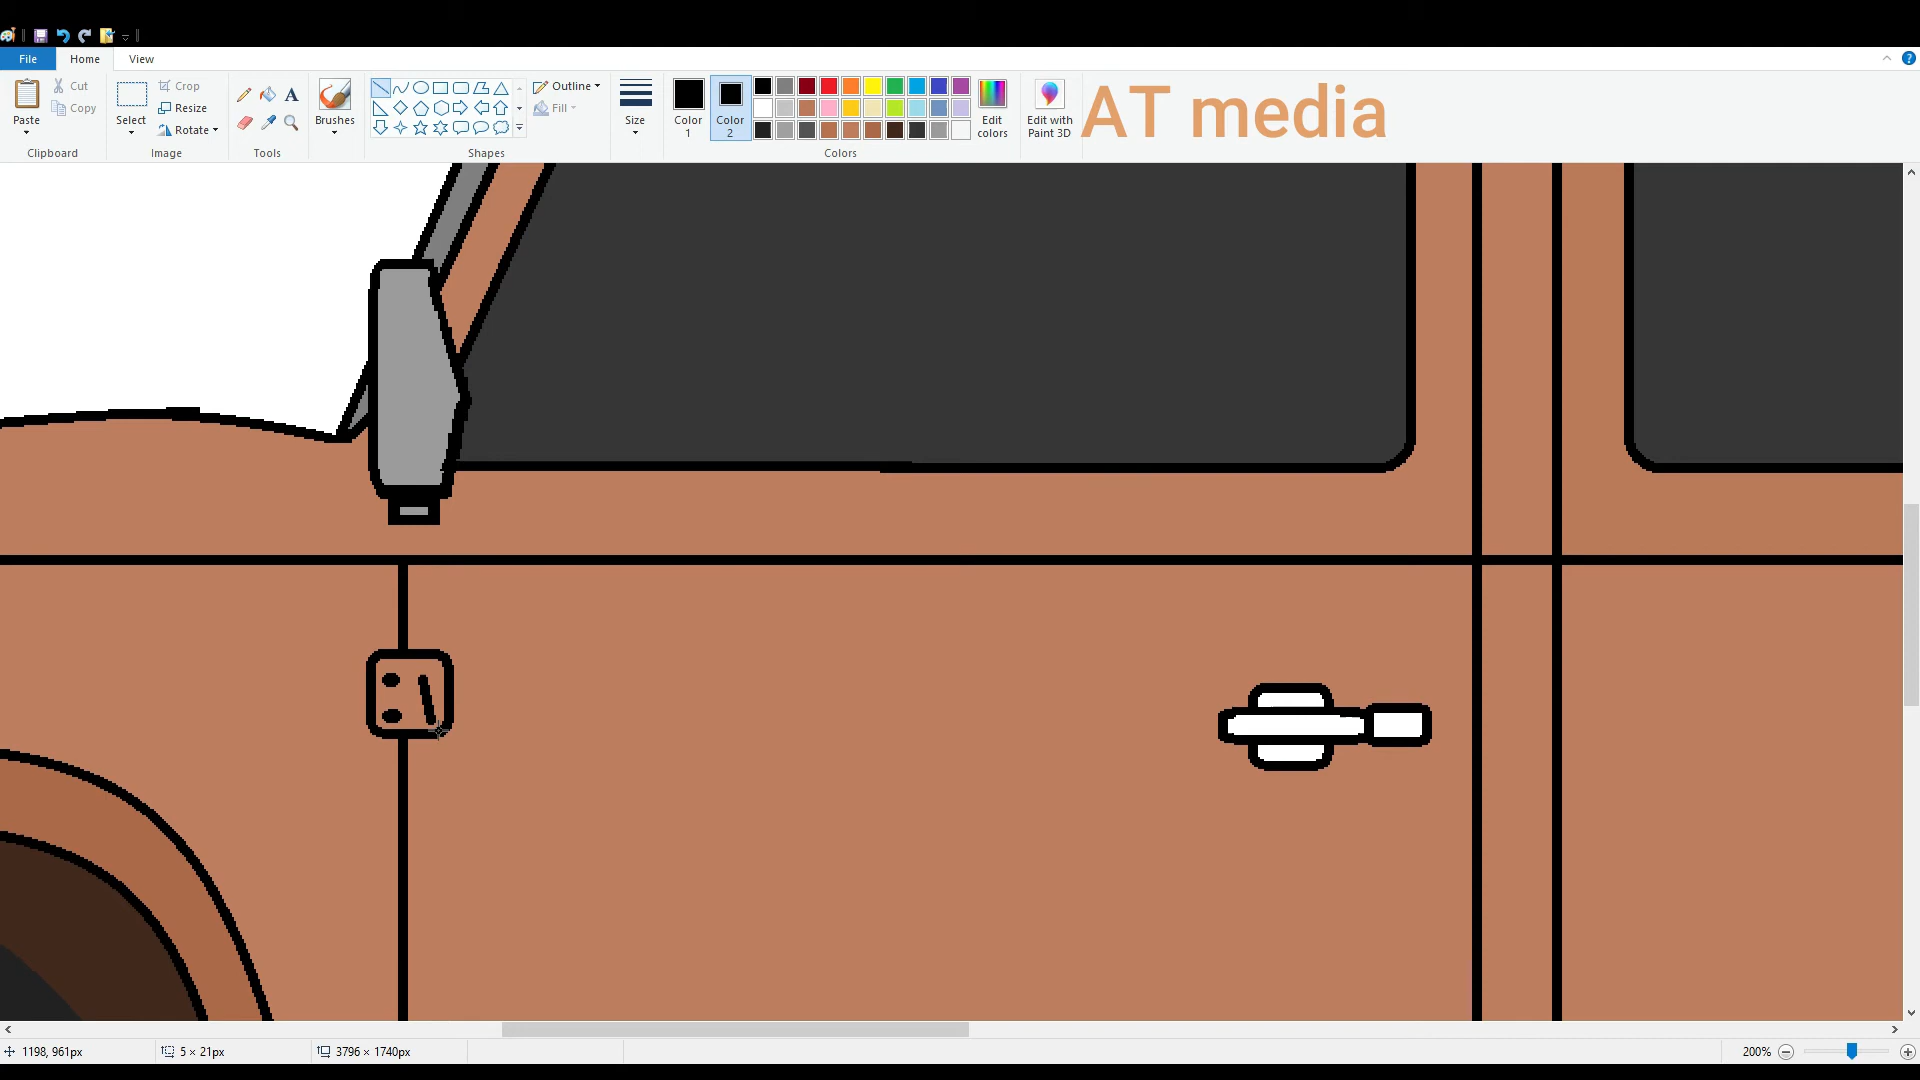 File Home View
Paste
Cut
Copy
Clipboard
Select
Crop
Resize
Rotate
Image
Tools
Brushes
Shapes
Outline
Fill
Size
Color 1
Color 2
Colors
Edit colors
Edit with Paint 3D
AT media
1198, 961px
5 × 21px
3796 × 1740px
200%